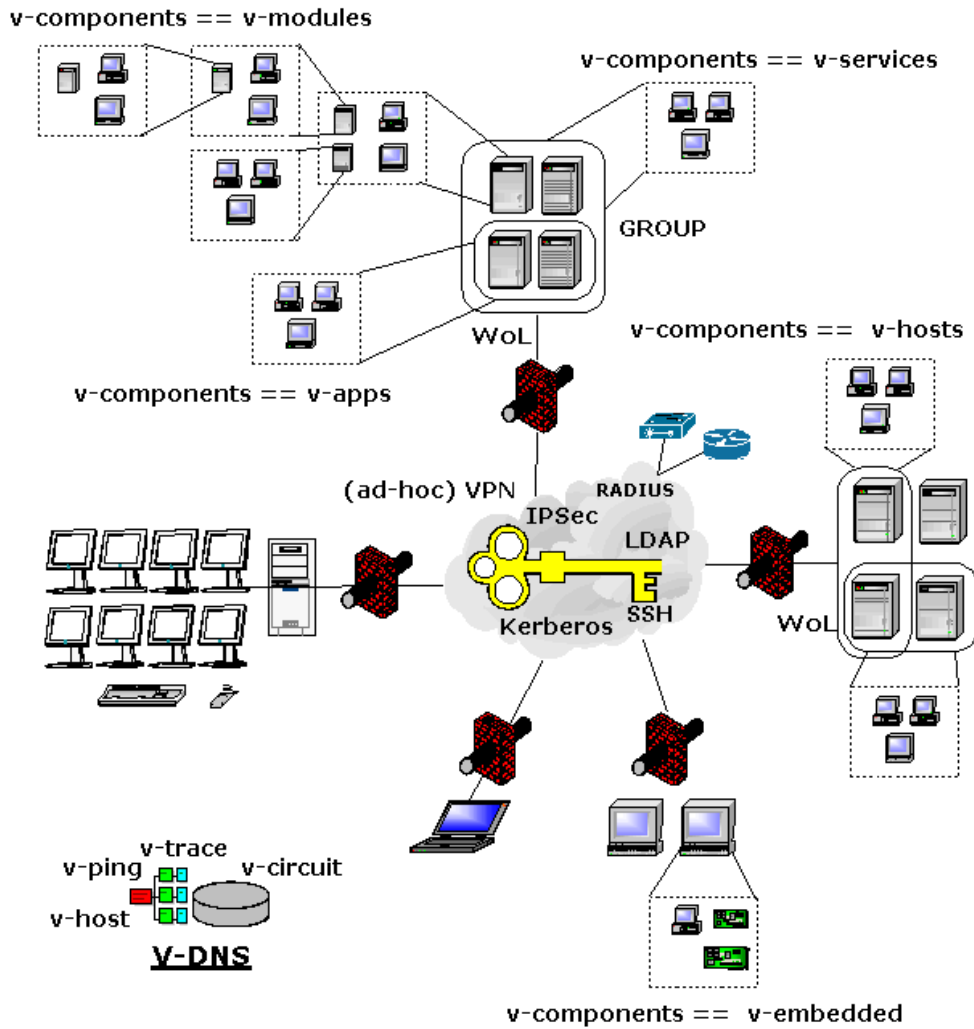 v-components == v-modules
v-components == v-services
GROUP
WoL
v-components == v-hosts
v-components == v-apps
(ad-hoc) VPN
RADIUS
IPSec
LDAP
SSH
Kerberos
WoL
v-trace
v-ping
v-circuit
v-host
V-DNS
v-components == v-embedded